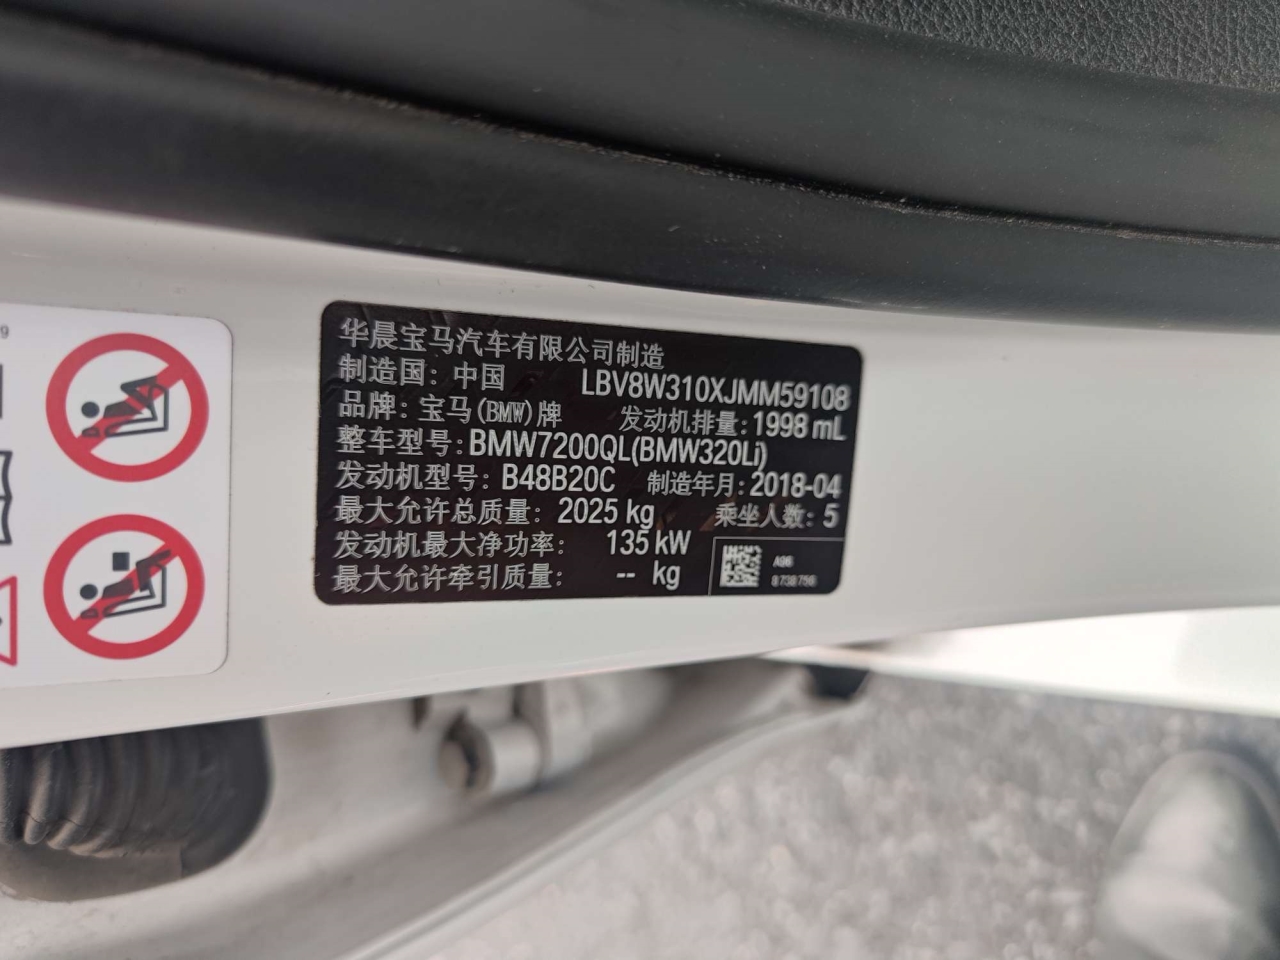 9
华晨宝马汽车有限公司制造
制造国: 中国 LBV8W310XJMM59108
品牌: 宝马(BMW)牌 发动机排量: 1998 mL
整车型号: BMW7200QL(BMW320Li)
发动机型号: B48B20C 制造年月: 2018-04
最大允许总质量: 2025 kg 乘坐人数: 5
发动机最大净功率: 135 kW
最大允许牵引质量: -- kg
A96
8738756